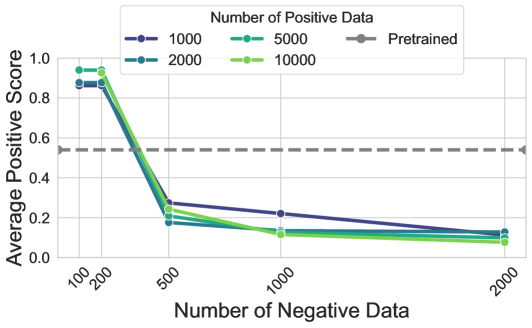 Number of Positive Data
1000 5000 Pretrained
2000 10000
Average Positive Score
1.0
0.8
0.6
0.4
0.2
0.0
100 200 500 1000 2000
Number of Negative Data